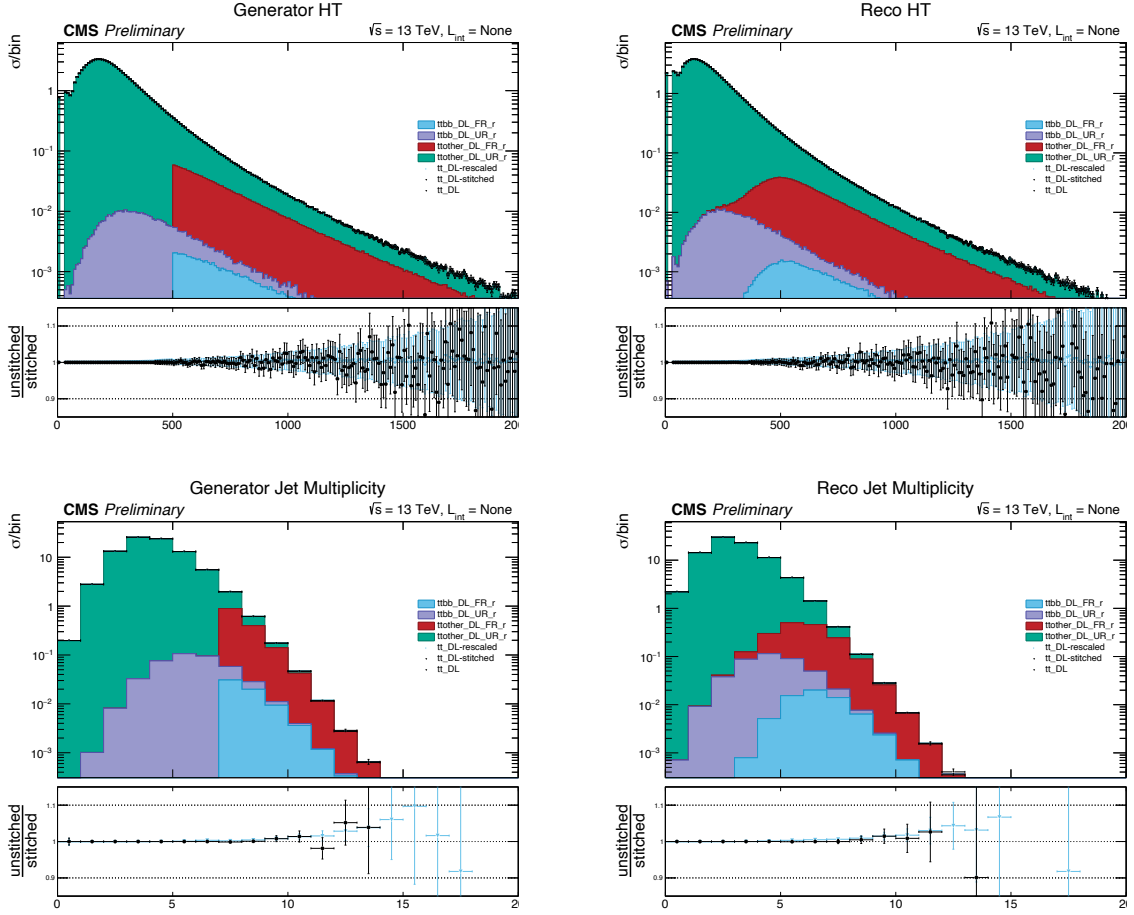 Generator HT
CMS Preliminary
√s = 13 TeV, L_int = None
σ/bin
1
10⁻¹
10⁻²
10⁻³
ttbb_DL_FR_r
ttbb_DL_UR_r
ttother_DL_FR_r
ttother_DL_UR_r
tt_DL-rescaled
tt_DL-stitched
tt_DL
unstitched
stitched
1.1
1
0.9
0 500 1000 1500 200
Reco HT
CMS Preliminary
√s = 13 TeV, L_int = None
σ/bin
1
10⁻¹
10⁻²
10⁻³
ttbb_DL_FR_r
ttbb_DL_UR_r
ttother_DL_FR_r
ttother_DL_UR_r
tt_DL-rescaled
tt_DL-stitched
tt_DL
unstitched
stitched
1.1
1
0.9
0 500 1000 1500 200
Generator Jet Multiplicity
CMS Preliminary
√s = 13 TeV, L_int = None
σ/bin
10
1
10⁻¹
10⁻²
10⁻³
ttbb_DL_FR_r
ttbb_DL_UR_r
ttother_DL_FR_r
ttother_DL_UR_r
tt_DL-rescaled
tt_DL-stitched
tt_DL
unstitched
stitched
1.1
1
0.9
0 5 10 15 20
Reco Jet Multiplicity
CMS Preliminary
√s = 13 TeV, L_int = None
σ/bin
10
1
10⁻¹
10⁻²
10⁻³
ttbb_DL_FR_r
ttbb_DL_UR_r
ttother_DL_FR_r
ttother_DL_UR_r
tt_DL-rescaled
tt_DL-stitched
tt_DL
unstitched
stitched
1.1
1
0.9
0 5 10 15 20